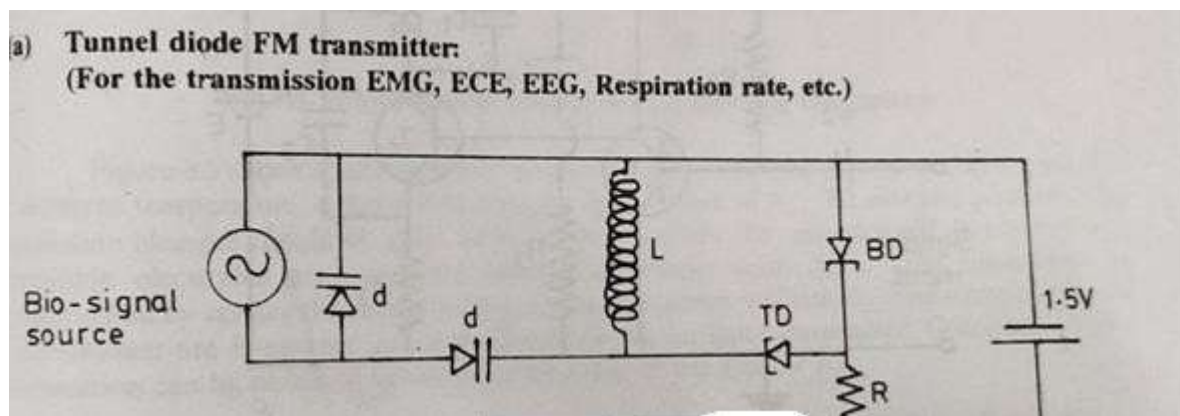 a) Tunnel diode FM transmitter:
(For the transmission EMG, ECE, EEG, Respiration rate, etc.)
Bio-signal
source
d
d
L
TD
BD
R
1·5V